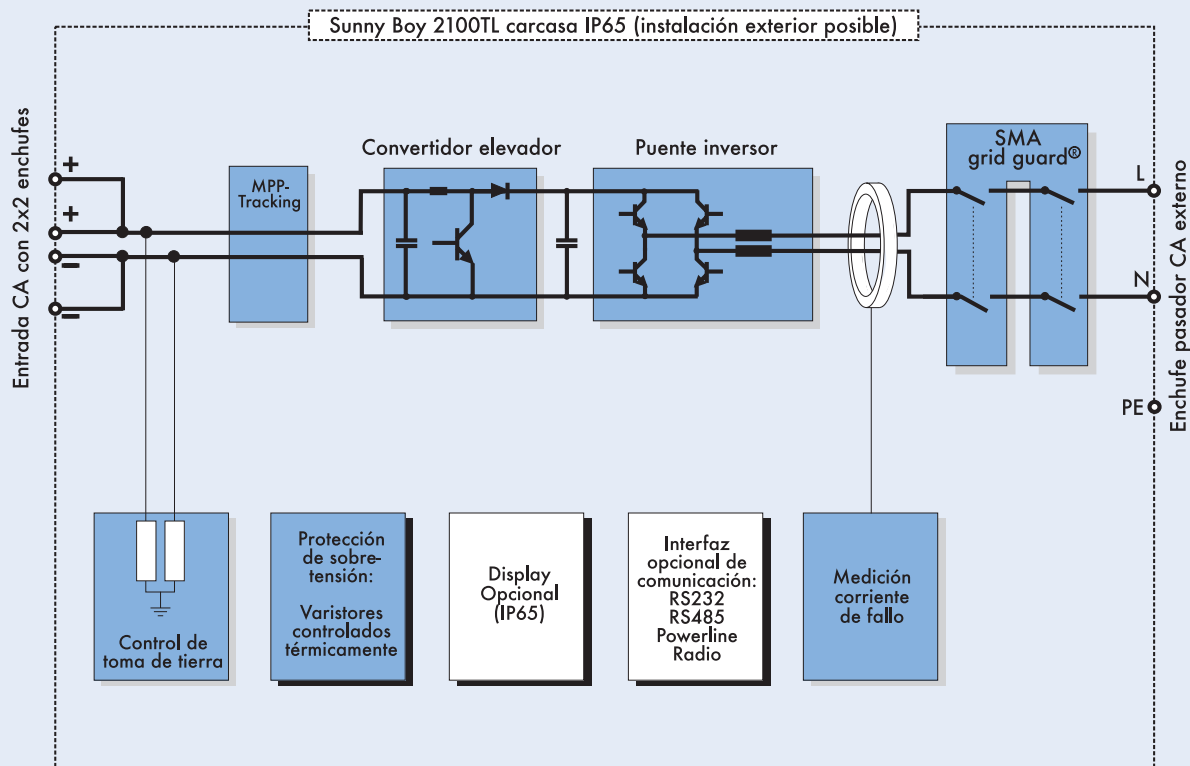 Sunny Boy 2100TL carcasa IP65 (instalación exterior posible)
Entrada CA con 2x2 enchufes
+
+
−
−
MPP-
Tracking
Convertidor elevador
Puente inversor
SMA
grid guard®
L
N
PE
Enchufe pasador CA externo
Control de
toma de tierra
Protección
de sobre-
tensión:
Varistores
controlados
térmicamente
Display
Opcional
(IP65)
Interfaz
opcional de
comunicación:
RS232
RS485
Powerline
Radio
Medición
corriente
de fallo